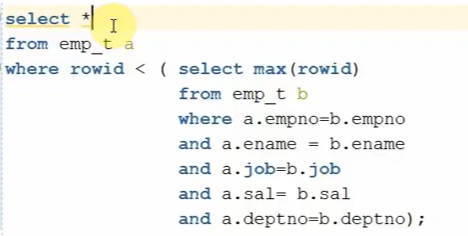 select *
from emp_t a
where rowid < ( select max(rowid)
from emp_t b
where a.empno=b.empno
and a.ename = b.ename
and a.job=b.job
and a.sal= b.sal
and a.deptno=b.deptno);